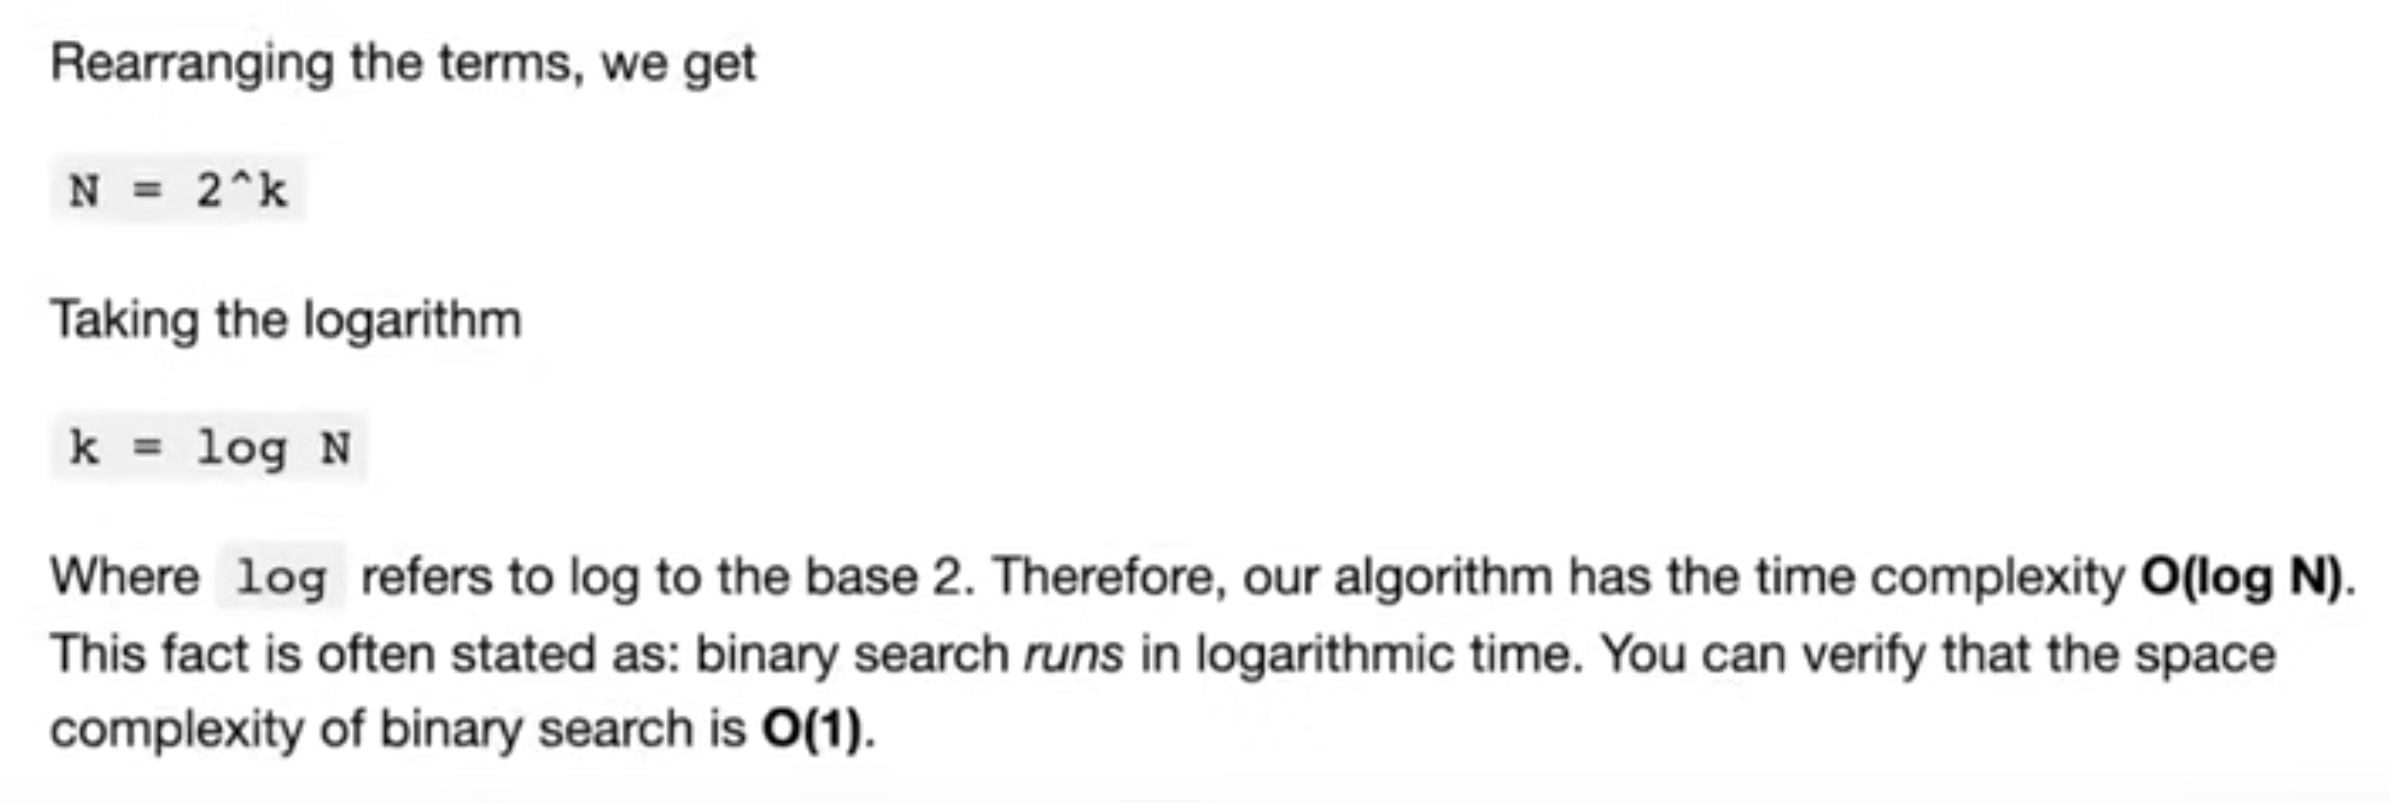 Rearranging the terms, we get
N = 2^k
Taking the logarithm
k = log N
Where log refers to log to the base 2. Therefore, our algorithm has the time complexity O(log N).
This fact is often stated as: binary search runs in logarithmic time. You can verify that the space
complexity of binary search is O(1).